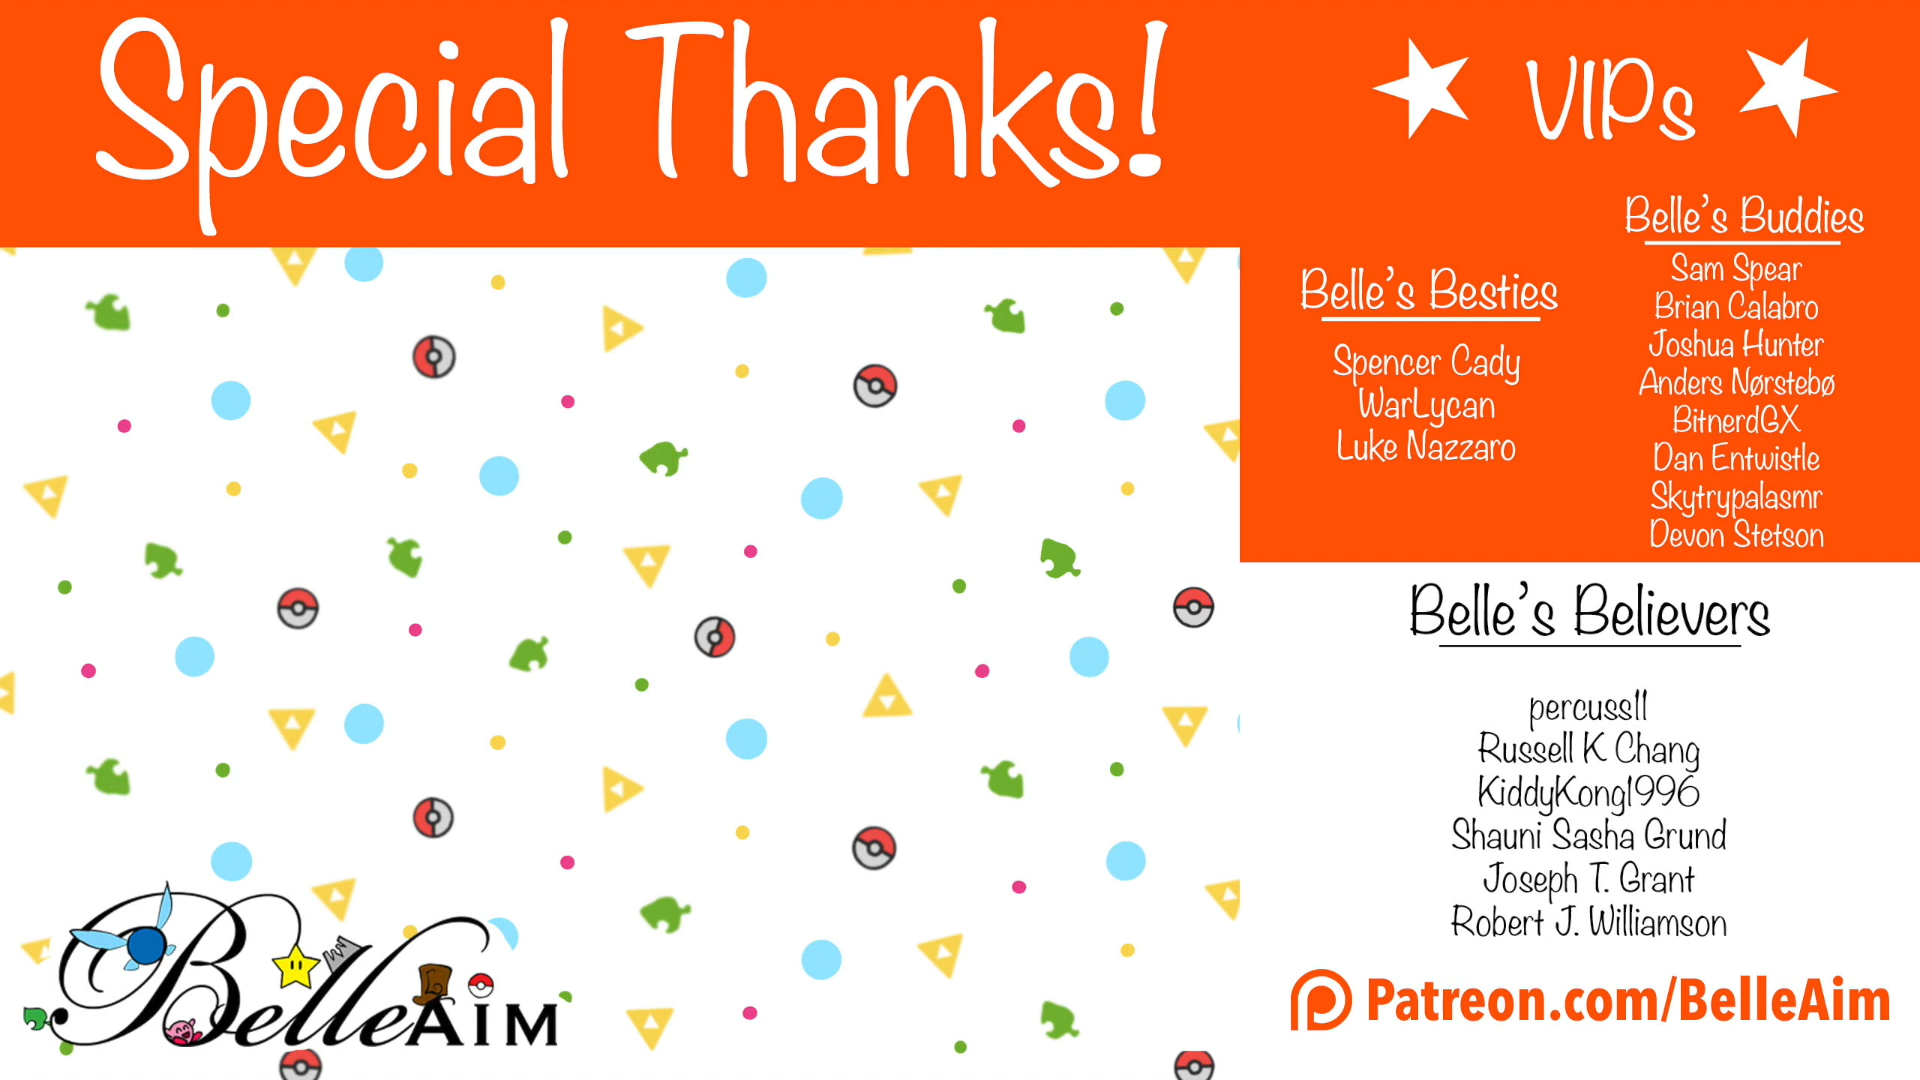 Special Thanks!
VIPs
Belle's Besties
Spencer Cady
WarLycan
Luke Nazzaro
Belle's Buddies
Sam Spear
Brian Calabro
Joshua Hunter
Anders Nørstebø
BitnerdGX
Dan Entwistle
Skytrypalasmr
Devon Stetson
Belle's Believers
percuss11
Russell K Chang
KiddyKong1996
Shauni Sasha Grund
Joseph T. Grant
Robert J. Williamson
BelleAiM
Patreon.com/BelleAim